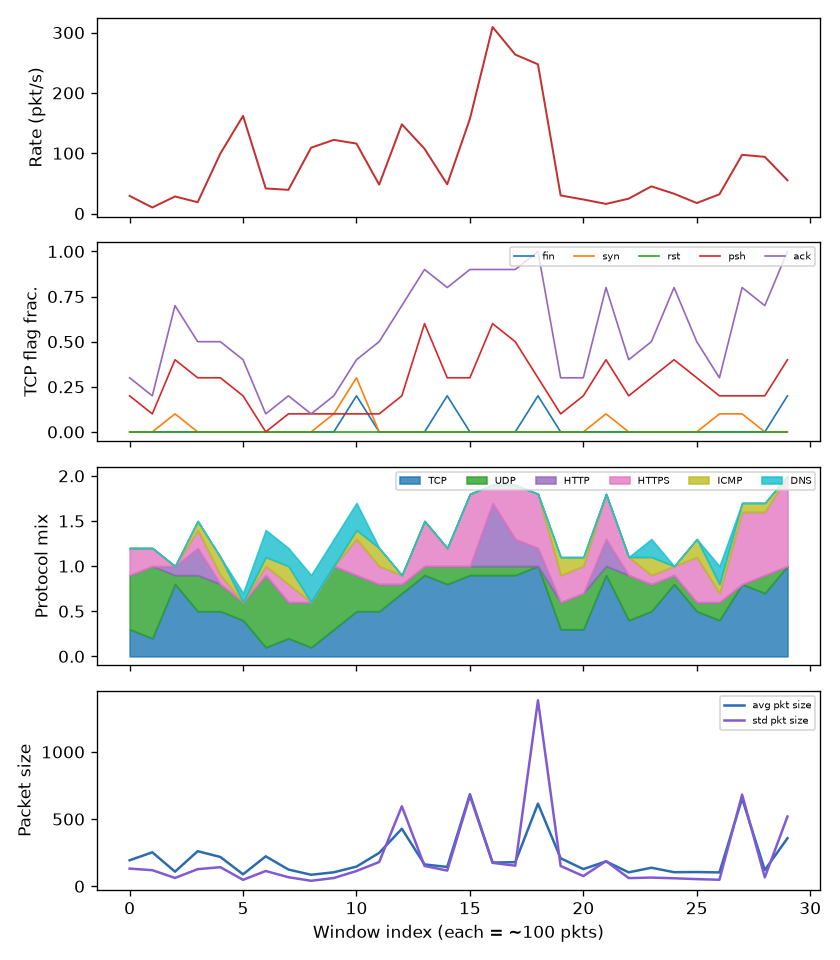 Rate (pkt/s)
300
200
100
0
TCP flag frac.
1.00
0.75
0.50
0.25
0.00
fin syn rst psh ack
Protocol mix
2.0
1.5
1.0
0.5
0.0
TCP UDP HTTP HTTPS ICMP DNS
Packet size
1000
500
0
avg pkt size
std pkt size
0 5 10 15 20 25 30
Window index (each = ~100 pkts)